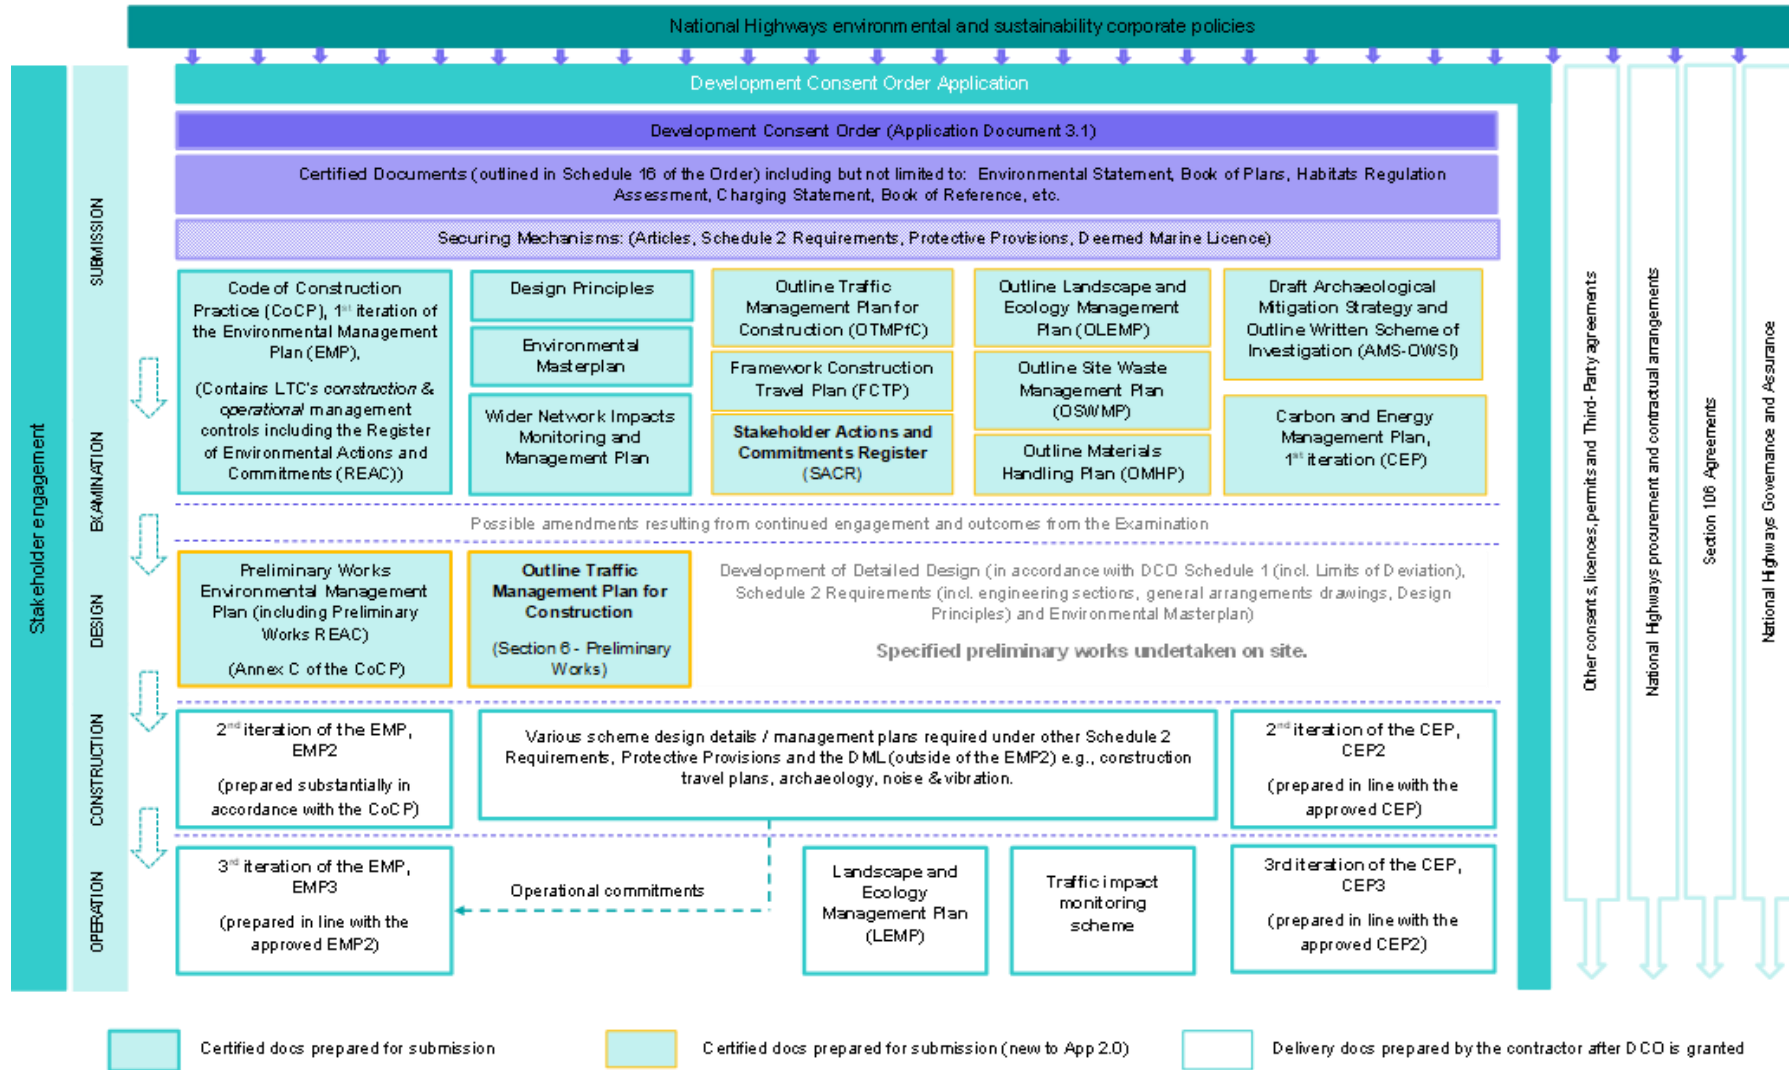 National Highways environmental and sustainability corporate policies
Development Consent Order Application
Development Consent Order (Application Document 3.1)
Certified Documents (outlined in Schedule 16 of the Order) including but not limited to: Environmental Statement, Book of Plans, Habitats Regulation
Assessment, Charging Statement, Book of Reference, etc.
Securing Mechanisms: (Articles, Schedule 2 Requirements, Protective Provisions, Deemed Marine Licence)
Stakeholder engagement
SUBMISSION
EXAMINATION
DESIGN
CONSTRUCTION
OPERATION
Code of Construction
Practice (CoCP), 1st iteration of
the Environmental Management
Plan (EMP),
(Contains LTC's construction &
operational management
controls including the Register
of Environmental Actions and
Commitments (REAC))
Design Principles
Environmental
Masterplan
Wider Network Impacts
Monitoring and
Management Plan
Outline Traffic
Management Plan for
Construction (OTMPfC)
Framework Construction
Travel Plan (FCTP)
Stakeholder Actions and
Commitments Register
(SACR)
Outline Landscape and
Ecology Management
Plan (OLEMP)
Outline Site Waste
Management Plan
(OSWMP)
Outline Materials
Handling Plan (OMHP)
Draft Archaeological
Mitigation Strategy and
Outline Written Scheme of
Investigation (AMS-OWSI)
Carbon and Energy
Management Plan,
1st iteration (CEP)
Possible amendments resulting from continued engagement and outcomes from the Examination
Preliminary Works
Environmental Management
Plan (including Preliminary
Works REAC)
(Annex C of the CoCP)
Outline Traffic
Management Plan for
Construction
(Section 6 - Preliminary
Works)
Development of Detailed Design (in accordance with DCO Schedule 1 (incl. Limits of Deviation),
Schedule 2 Requirements (incl. engineering sections, general arrangements drawings, Design
Principles) and Environmental Masterplan)
Specified preliminary works undertaken on site.
2nd iteration of the EMP,
EMP2
(prepared substantially in
accordance with the CoCP)
Various scheme design details / management plans required under other Schedule 2
Requirements, Protective Provisions and the DML (outside of the EMP2) e.g., construction
travel plans, archaeology, noise & vibration.
2nd iteration of the CEP,
CEP2
(prepared in line with the
approved CEP)
3rd iteration of the EMP,
EMP3
(prepared in line with the
approved EMP2)
Operational commitments
Landscape and
Ecology
Management Plan
(LEMP)
Traffic impact
monitoring
scheme
3rd iteration of the CEP,
CEP3
(prepared in line with the
approved CEP2)
Other consents, licences, permits and Third-Party agreements
National Highways procurement and contractual arrangements
Section 106 Agreements
National Highways Governance and Assurance
Certified docs prepared for submission
Certified docs prepared for submission (new to App 2.0)
Delivery docs prepared by the contractor after DCO is granted